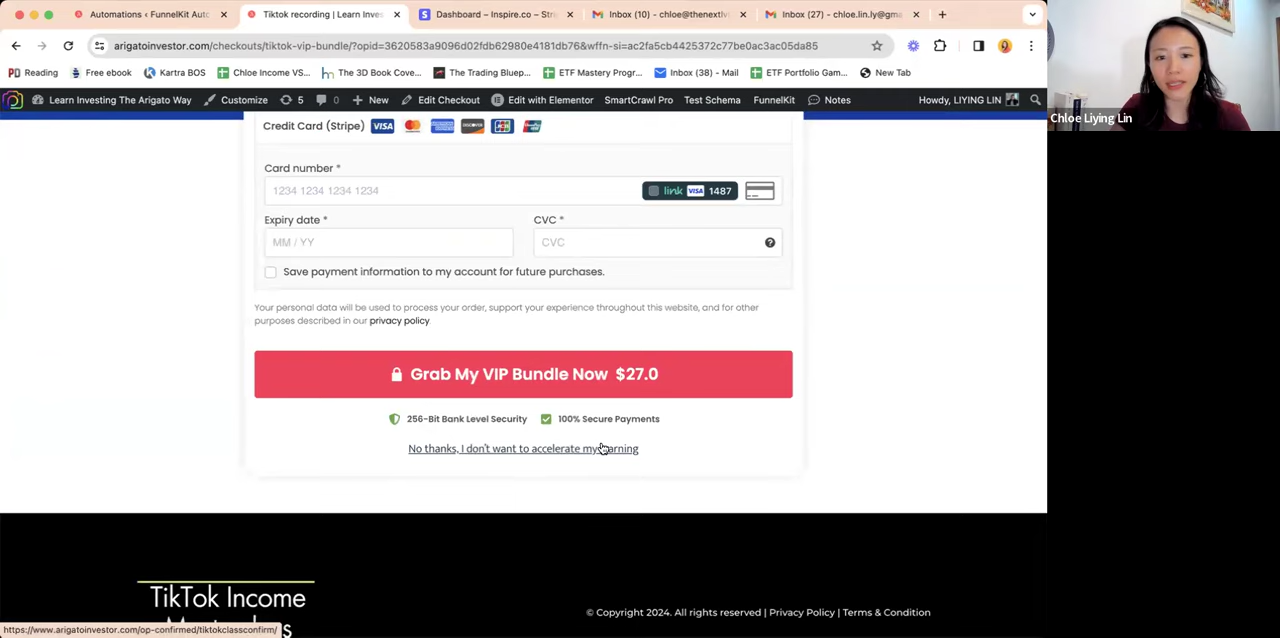 Automations ‹ FunnelKit Auto
Tiktok recording | Learn Inves
Dashboard – Inspire.co – Str
Inbox (10) - chloe@thenextlv
Inbox (27) - chloe.lin.ly@gm
arigatoinvestor.com/checkouts/tiktok-vip-bundle/?opid=3620583a9096d02fdb62980e4181db76&wffn-si=ac2fa5cb4425372c77be0ac3ac05da85
Reading
Free ebook
Kartra BOS
Chloe Income VS...
The 3D Book Cove...
The Trading Bluep...
ETF Mastery Progr...
Inbox (38) - Mail
ETF Portfolio Gam...
New Tab
Learn Investing The Arigato Way
Customize
5
0
New
Edit Checkout
Edit with Elementor
SmartCrawl Pro
Test Schema
FunnelKit
Notes
Howdy, LIYING LIN
Chloe Liying Lin
Credit Card (Stripe) VISA
Card number *
1234 1234 1234 1234
link VISA 1487
Expiry date *
CVC *
MM / YY
CVC
Save payment information to my account for future purchases.
Your personal data will be used to process your order, support your experience throughout this website, and for other
purposes described in our privacy policy
Grab My VIP Bundle Now $27.0
256-Bit Bank Level Security
100% Secure Payments
No thanks, I don't want to accelerate my
TikTok Income
© Copyright 2024. All rights reserved | Privacy Policy | Terms & Condition
https://www.arigatoinvestor.com/op-confirmed/tiktokclassconfirm/